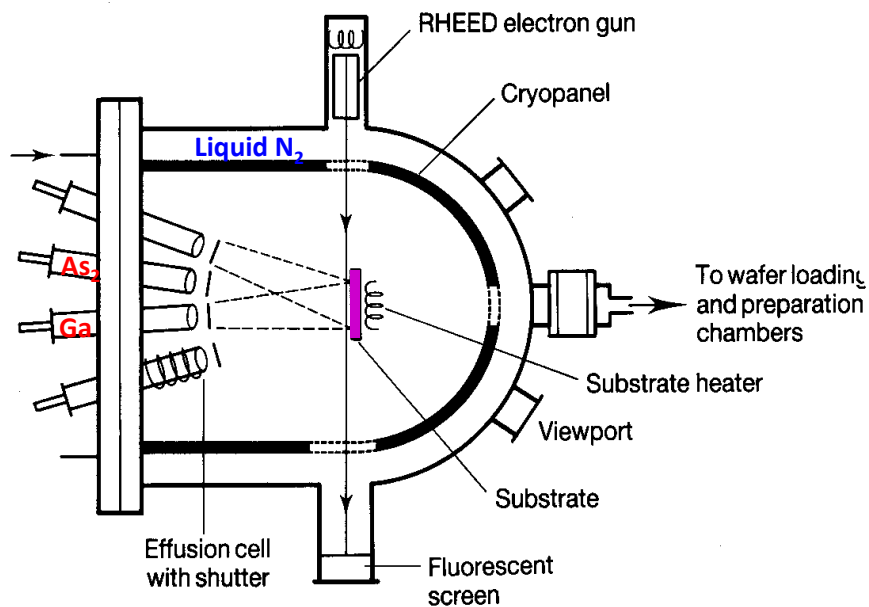 RHEED electron gun
Cryopanel
Liquid N₂
As₂
Ga
To wafer loading
and preparation
chambers
Substrate heater
Viewport
Substrate
Effusion cell
with shutter
Fluorescent
screen